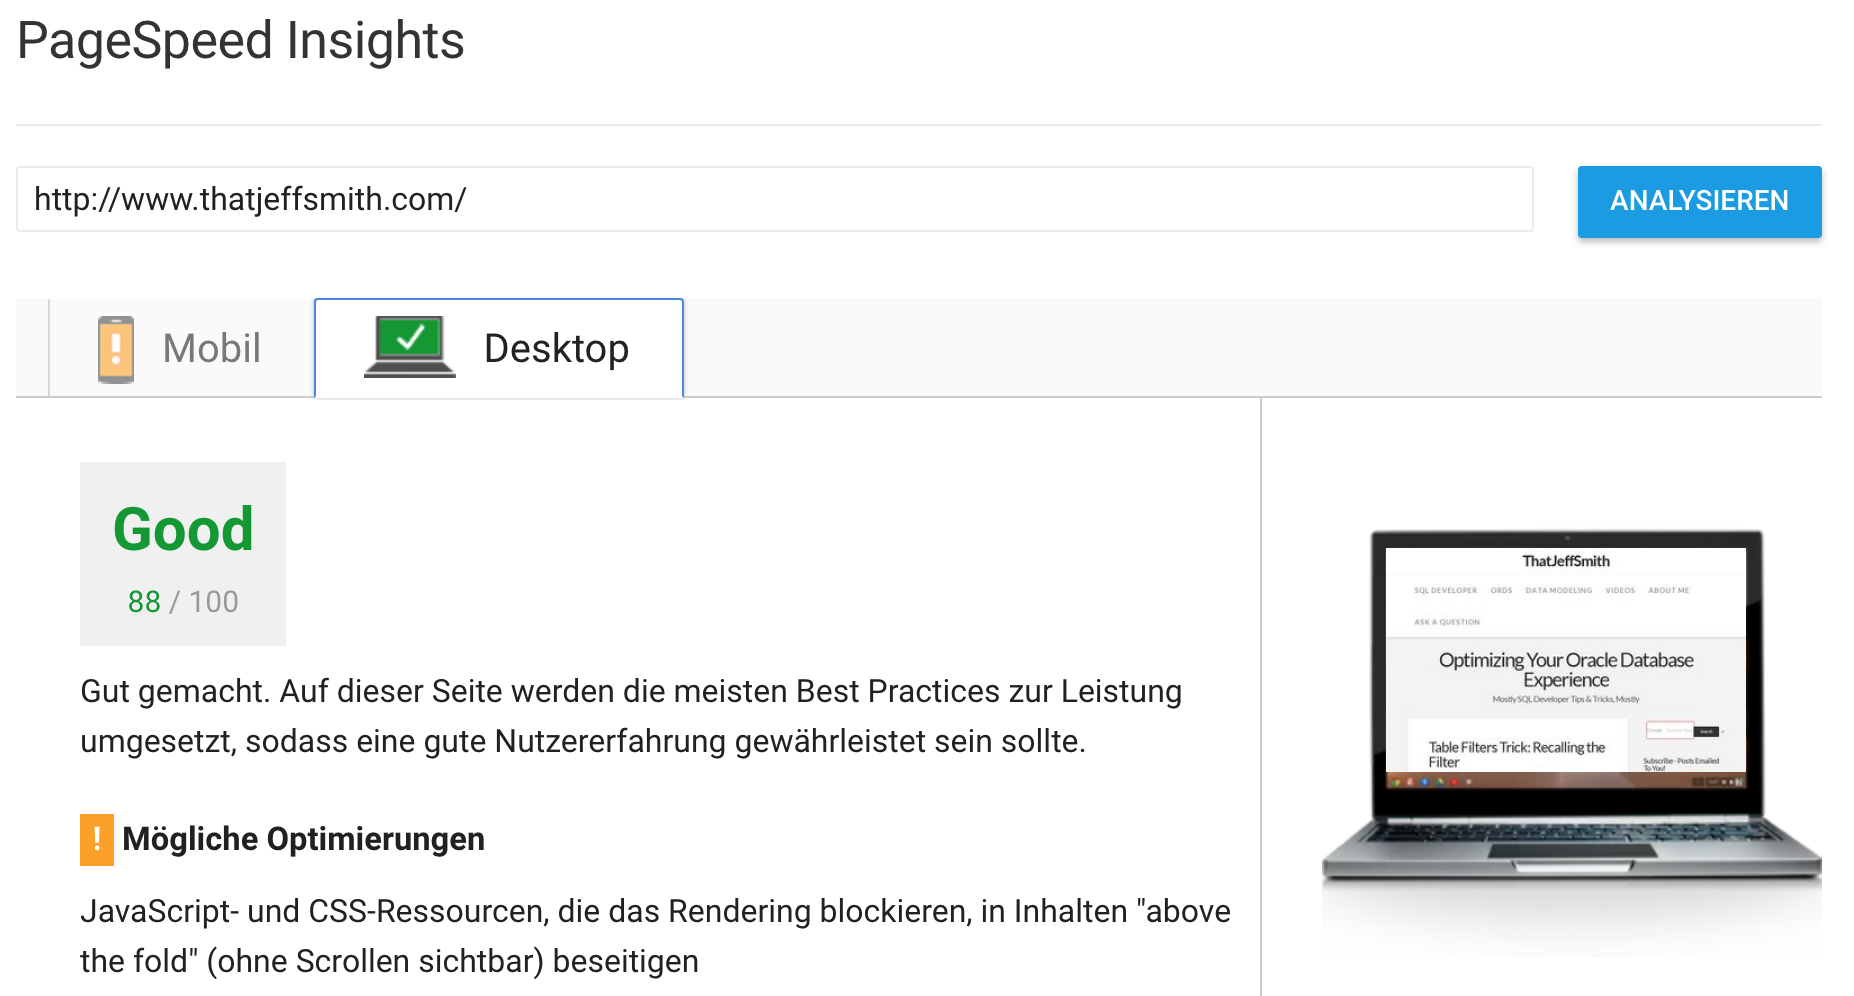 PageSpeed Insights
http://www.thatjeffsmith.com/
ANALYSIEREN
Mobil
Desktop
Good
88 / 100
Gut gemacht. Auf dieser Seite werden die meisten Best Practices zur Leistung
umgesetzt, sodass eine gute Nutzererfahrung gewährleistet sein sollte.
! Mögliche Optimierungen
JavaScript- und CSS-Ressourcen, die das Rendering blockieren, in Inhalten "above
the fold" (ohne Scrollen sichtbar) beseitigen
ThatJeffSmith
SQL DEVELOPER ORDS DATA MODELING VIDEOS ABOUT ME
ASK A QUESTION
Optimizing Your Oracle Database
Experience
Mostly SQL Developer Tips & Tricks, Mostly
Table Filters Trick: Recalling the
Filter
Search
Subscribe - Posts Emailed
To You!